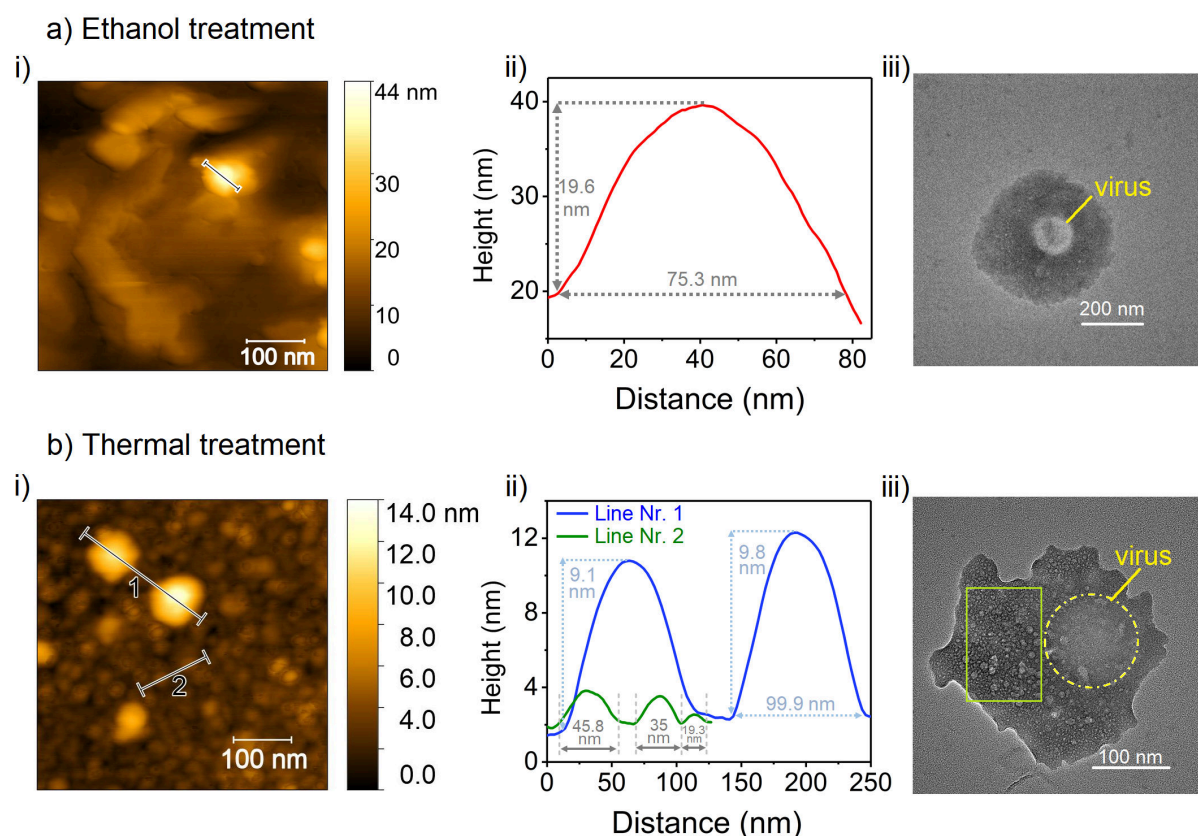 a) Ethanol treatment
i)
44 nm
30
20
10
0
100 nm
ii)
Height (nm)
40
30
20
19.6
nm
75.3 nm
0 20 40 60 80
Distance (nm)
iii)
virus
200 nm
b) Thermal treatment
i)
1
2
100 nm
14.0 nm
12.0
10.0
8.0
6.0
4.0
2.0
0.0
ii)
Height (nm)
12
8
4
0
Line Nr. 1
Line Nr. 2
9.1
nm
9.8
nm
99.9 nm
45.8
nm
35
nm
19.3
nm
0 50 100 150 200 250
Distance (nm)
iii)
virus
100 nm